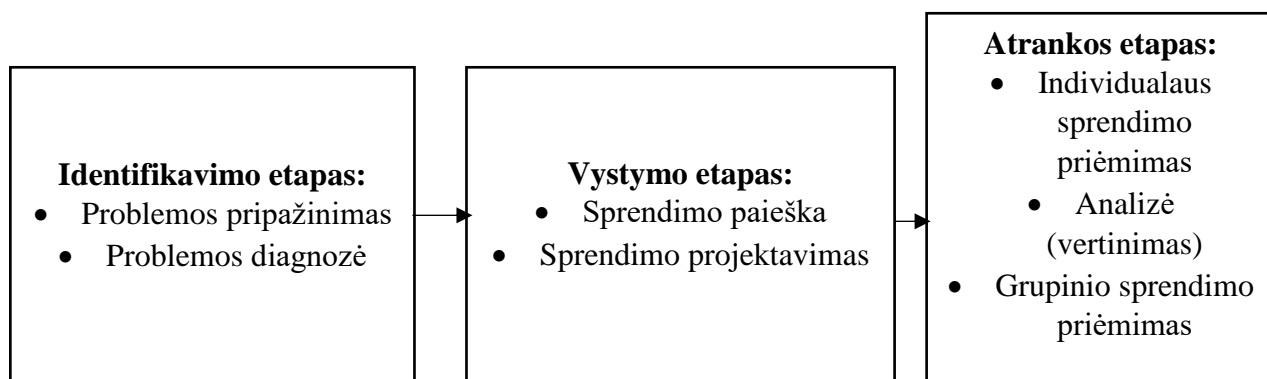 Identifikavimo etapas:
• Problemos pripažinimas
• Problemos diagnozė
Vystymo etapas:
• Sprendimo paieška
• Sprendimo projektavimas
Atrankos etapas:
• Individualaus
sprendimo
priėmimas
• Analizė
(vertinimas)
• Grupinio sprendimo
priėmimas